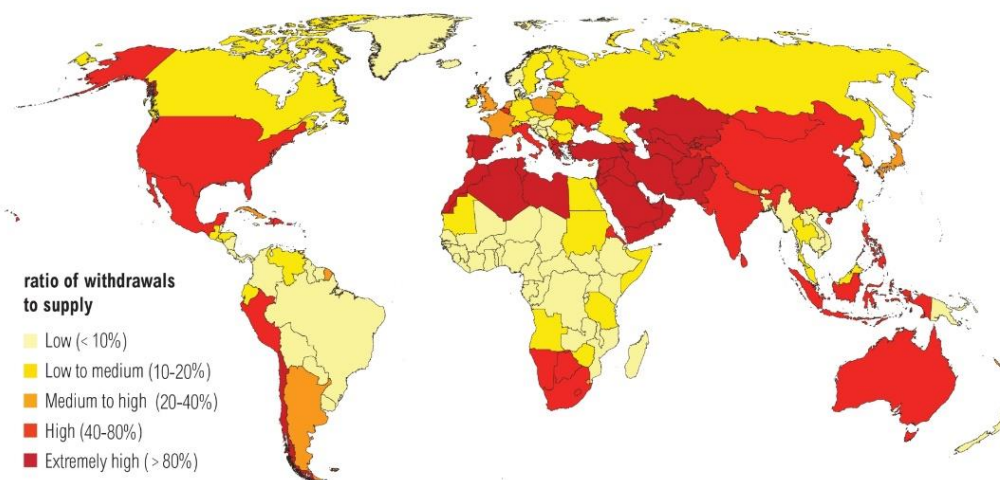 ratio of withdrawals
to supply
Low (< 10%)
Low to medium (10-20%)
Medium to high (20-40%)
High (40-80%)
Extremely high (> 80%)